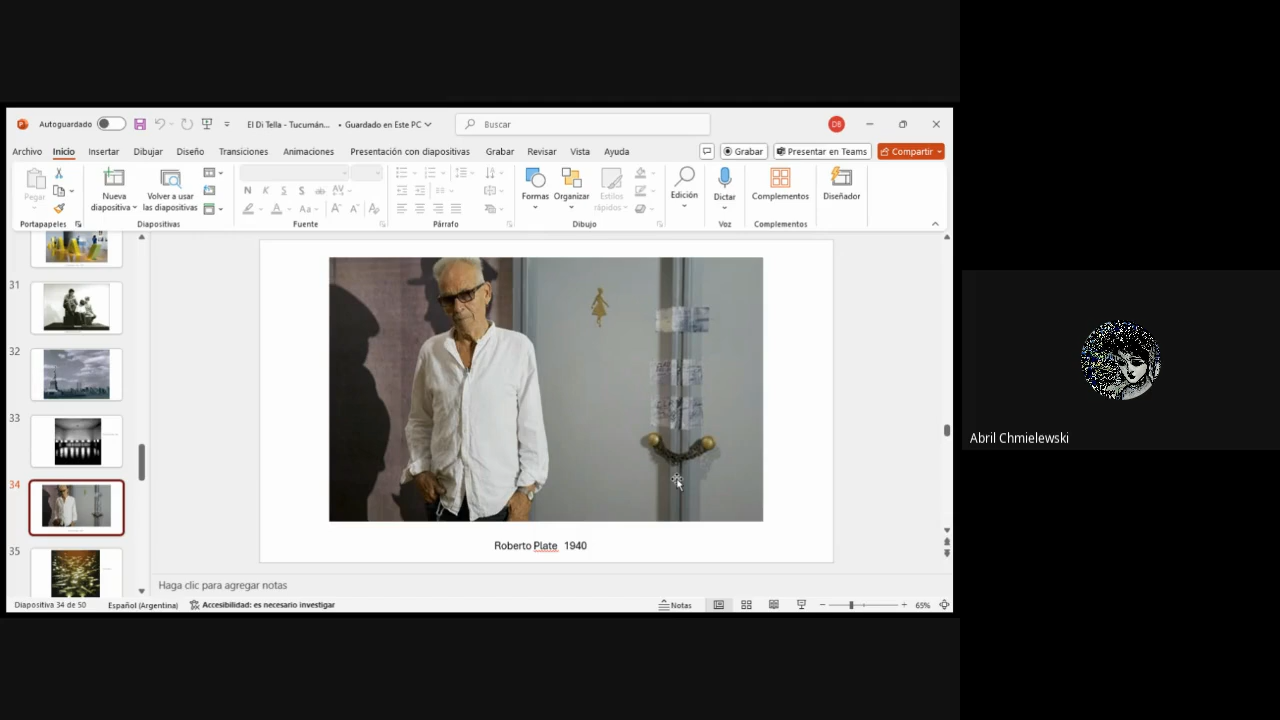 Autoguardado
El Di Tella - Tucumán... • Guardado en Este PC
Buscar
DB
Archivo Inicio Insertar Dibujar Diseño Transiciones Animaciones Presentación con diapositivas Grabar Revisar Vista Ayuda
Grabar
Presentar en Teams
Compartir
Pegar
Portapapeles
Nueva
diapositiva
Volver a usar
las diapositivas
Diapositivas
N K S S ab AV
A Aa A A A
Fuente
Párrafo
Formas
Organizar
Estilos
rápidos
Dibujo
Edición
Dictar
Voz
Complementos
Complementos
Diseñador
31
32
33
34
35
Roberto Plate 1940
Haga clic para agregar notas
Diapositiva 34 de 50
Español (Argentina)
Accesibilidad: es necesario investigar
Notas
65%
Abril Chmielewski